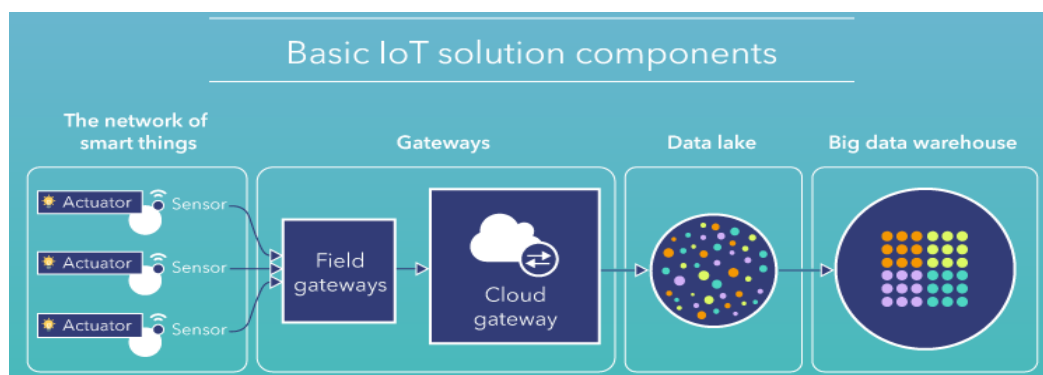 Basic IoT solution components
The network of
smart things
Gateways
Data lake
Big data warehouse
Actuator
Sensor
Actuator
Sensor
Actuator
Sensor
Field
gateways
Cloud
gateway